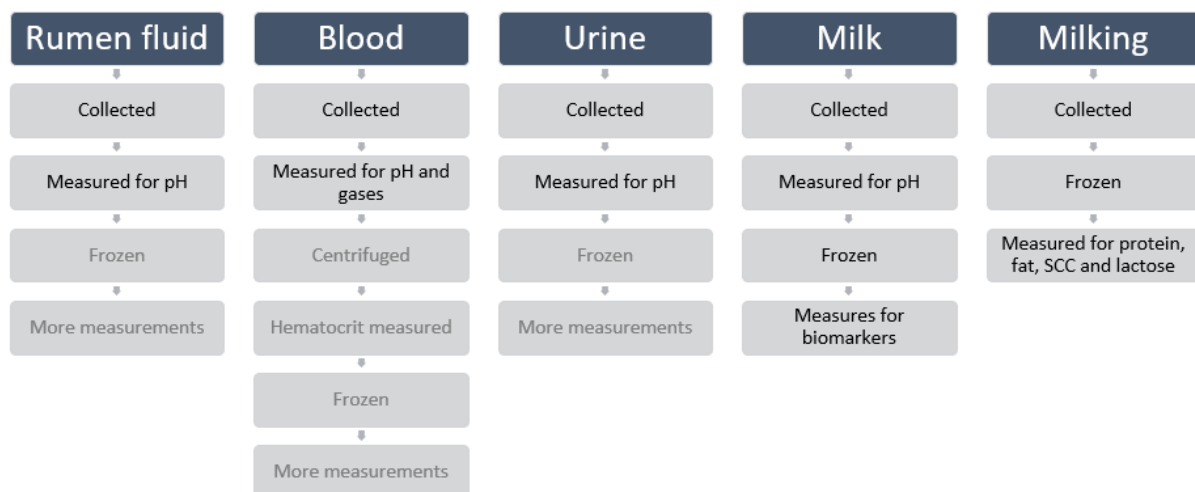 Rumen fluid
Collected
Measured for pH
Frozen
More measurements
Blood
Collected
Measured for pH and
gases
Centrifuged
Hematocrit measured
Frozen
More measurements
Urine
Collected
Measured for pH
Frozen
More measurements
Milk
Collected
Measured for pH
Frozen
Measures for
biomarkers
Milking
Collected
Frozen
Measured for protein,
fat, SCC and lactose